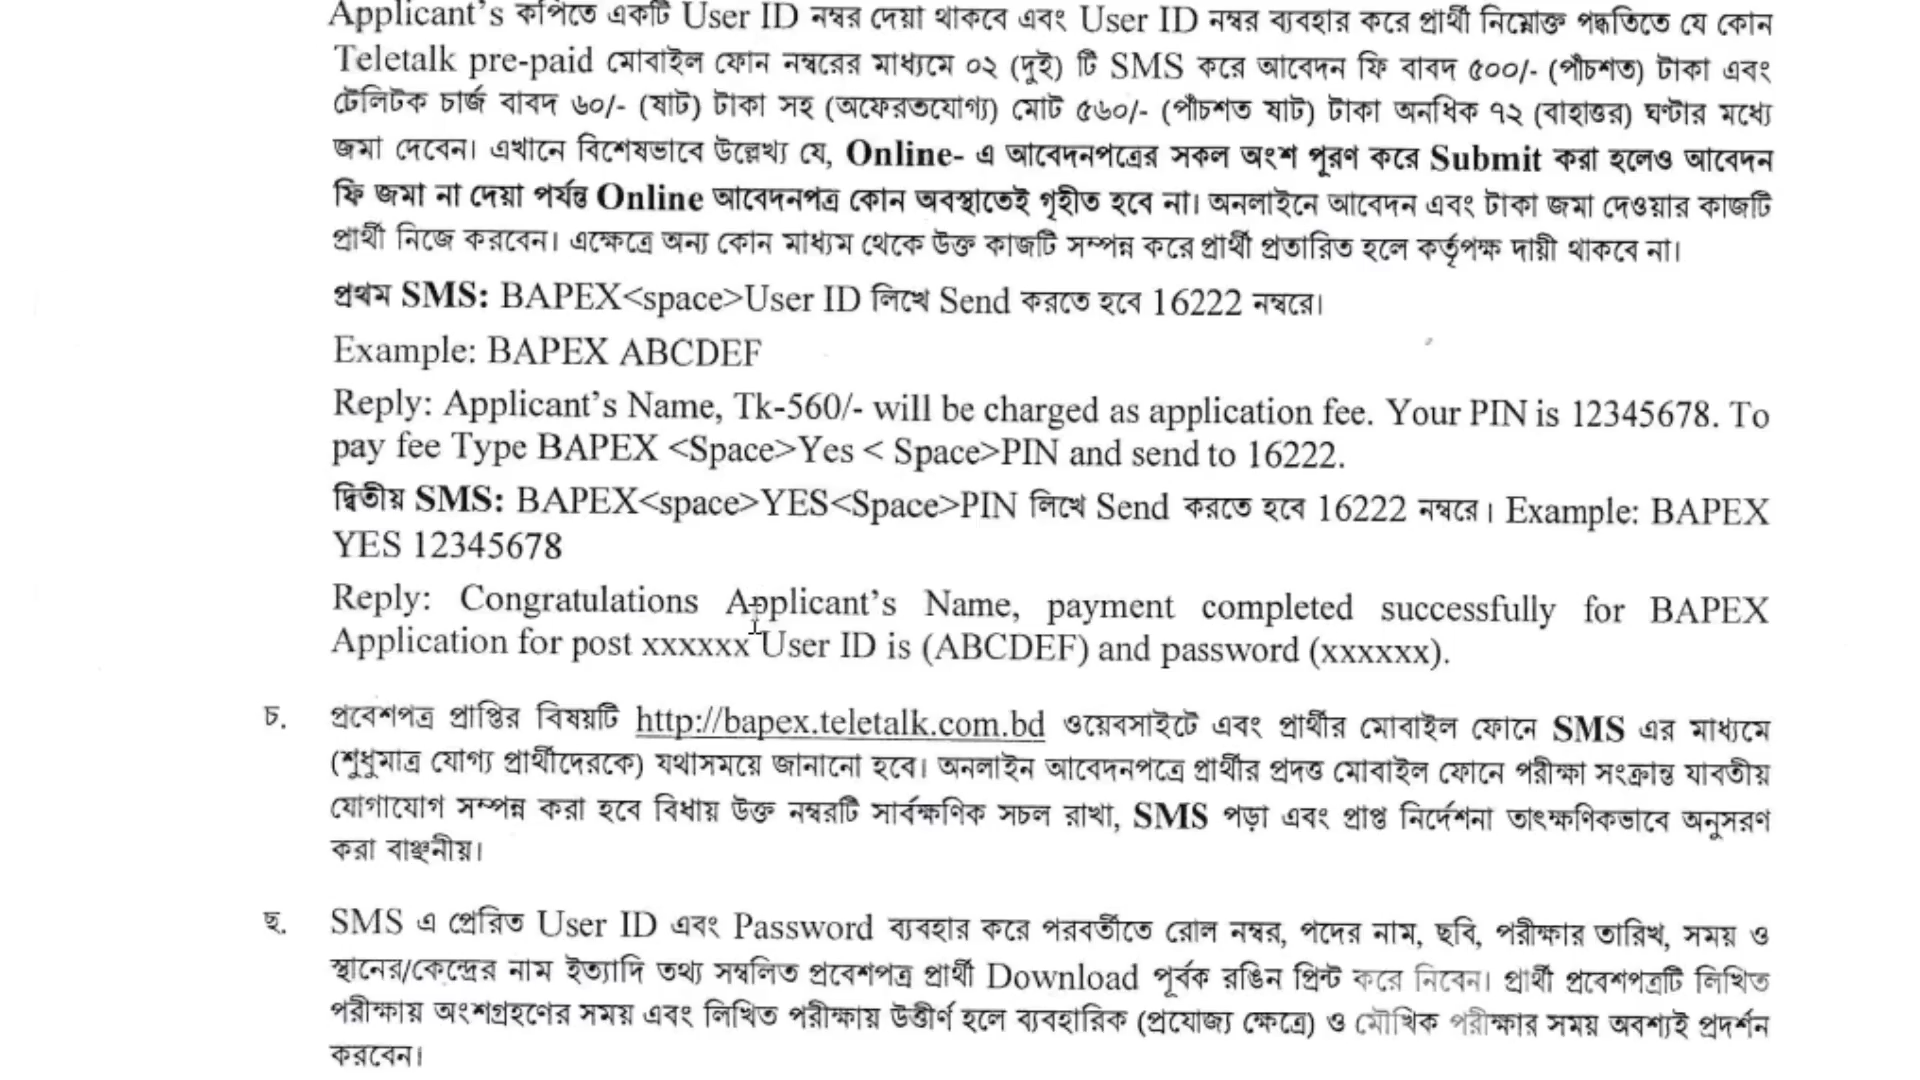 Applicant's কপিতে একটি User ID নম্বর দেয়া থাকবে এবং User ID নম্বর ব্যবহার করে প্রার্থী নিম্নোক্ত পদ্ধতিতে যে কোন
Teletalk pre-paid মোবাইল ফোন নম্বরের মাধ্যমে ০২ (দুই) টি SMS করে আবেদন ফি বাবদ ৫০০/- (পাঁচশত) টাকা এবং
টেলিটক চার্জ বাবদ ৬০/- (ষাট) টাকা সহ (অফেরতযোগ্য) মোট ৫৬০/- (পাঁচশত ষাট) টাকা অনধিক ৭২ (বাহাত্তর) ঘণ্টার মধ্যে
জমা দেবেন। এখানে বিশেষভাবে উল্লেখ্য যে, Online- এ আবেদনপত্রের সকল অংশ পূরণ করে Submit করা হলেও আবেদন
ফি জমা না দেয়া পর্যন্ত Online আবেদনপত্র কোন অবস্থাতেই গৃহীত হবে না। অনলাইনে আবেদন এবং টাকা জমা দেওয়ার কাজটি
প্রার্থী নিজে করবেন। এক্ষেত্রে অন্য কোন মাধ্যম থেকে উক্ত কাজটি সম্পন্ন করে প্রার্থী প্রতারিত হলে কর্তৃপক্ষ দায়ী থাকবে না।
প্রথম SMS: BAPEX<space>User ID লিখে Send করতে হবে 16222 নম্বরে।
Example: BAPEX ABCDEF
Reply: Applicant's Name, Tk-560/- will be charged as application fee. Your PIN is 12345678. To
pay fee Type BAPEX <Space>Yes < Space>PIN and send to 16222.
দ্বিতীয় SMS: BAPEX<space>YES<Space>PIN লিখে Send করতে হবে 16222 নম্বরে। Example: BAPEX
YES 12345678
Reply: Congratulations Applicant's Name, payment completed successfully for BAPEX
Application for post xxxxxx User ID is (ABCDEF) and password (xxxxxx).
চ. প্রবেশপত্র প্রাপ্তির বিষয়টি http://bapex.teletalk.com.bd ওয়েবসাইটে এবং প্রার্থীর মোবাইল ফোনে SMS এর মাধ্যমে
(শুধুমাত্র যোগ্য প্রার্থীদেরকে) যথাসময়ে জানানো হবে। অনলাইন আবেদনপত্রে প্রার্থীর প্রদত্ত মোবাইল ফোনে পরীক্ষা সংক্রান্ত যাবতীয়
যোগাযোগ সম্পন্ন করা হবে বিধায় উক্ত নম্বরটি সার্বক্ষণিক সচল রাখা, SMS পড়া এবং প্রাপ্ত নির্দেশনা তাৎক্ষণিকভাবে অনুসরণ
করা বাঞ্ছনীয়।
ছ. SMS এ প্রেরিত User ID এবং Password ব্যবহার করে পরবর্তীতে রোল নম্বর, পদের নাম, ছবি, পরীক্ষার তারিখ, সময় ও
স্থানের/কেন্দ্রের নাম ইত্যাদি তথ্য সম্বলিত প্রবেশপত্র প্রার্থী Download পূর্বক রঙিন প্রিন্ট করে নিবেন। প্রার্থী প্রবেশপত্রটি লিখিত
পরীক্ষায় অংশগ্রহণের সময় এবং লিখিত পরীক্ষায় উত্তীর্ণ হলে ব্যবহারিক (প্রযোজ্য ক্ষেত্রে) ও মৌখিক পরীক্ষার সময় অবশ্যই প্রদর্শন
করবেন।